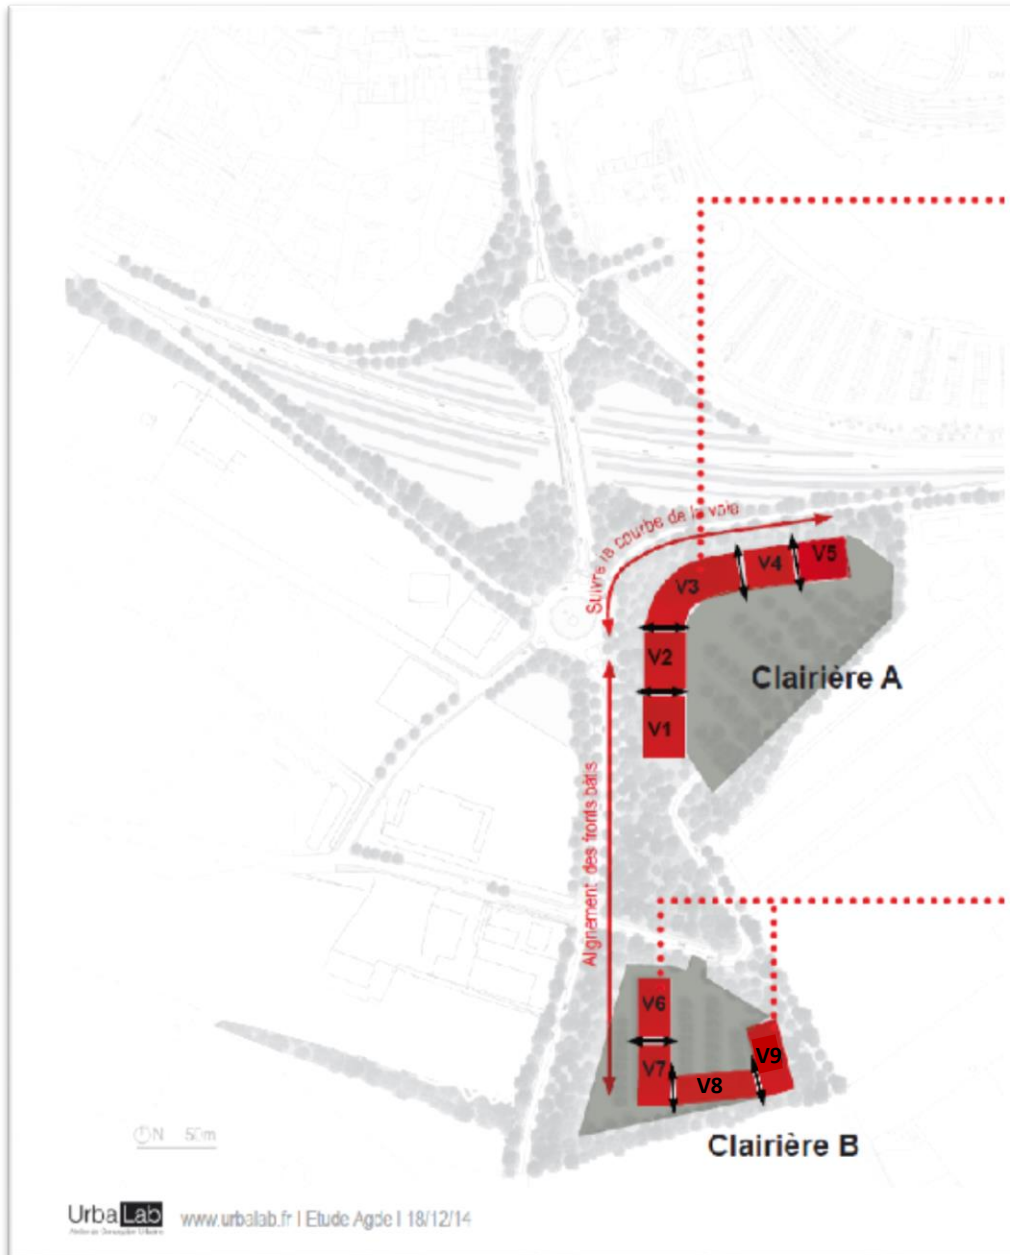 Suivre la courbe de la voie
V5
V4
V3
V2
Clairière A
V1
Alignement des fronts bâtis
V6
V9
V7
V8
Clairière B
N 50m
UrbaLab www.urbalab.fr I Etude Agde I 18/12/14